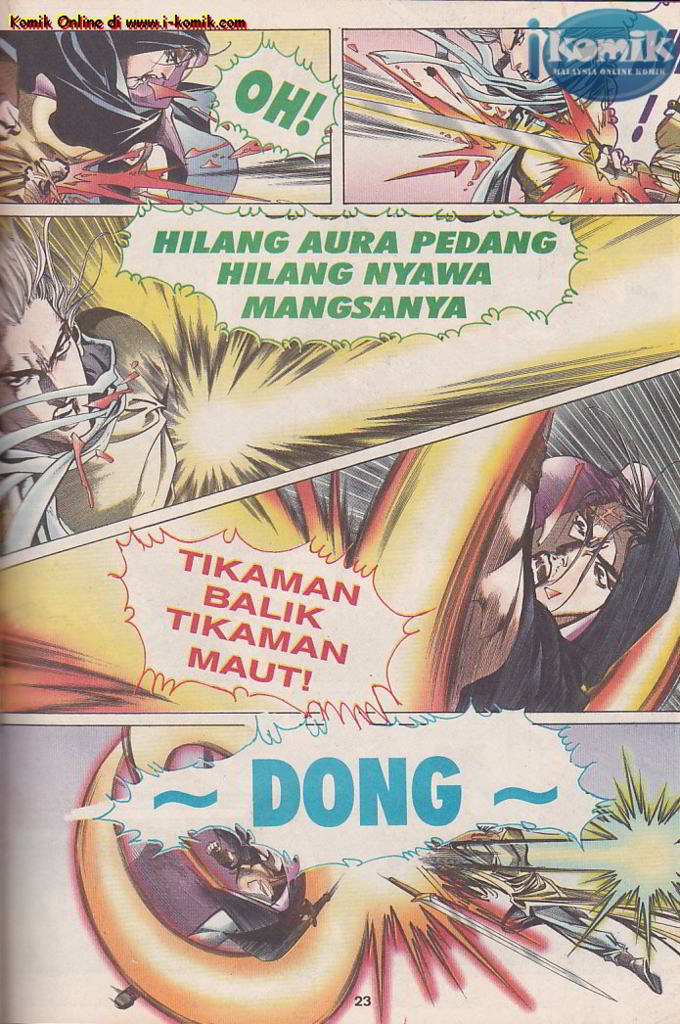 Komik Online di www.i-komik.com
ikomik
MALAYSIA ONLINE KOMIK
OH!
!
HILANG AURA PEDANG
HILANG NYAWA
MANGSANYA
TIKAMAN
BALIK
TIKAMAN
MAUT!
~ DONG ~
23